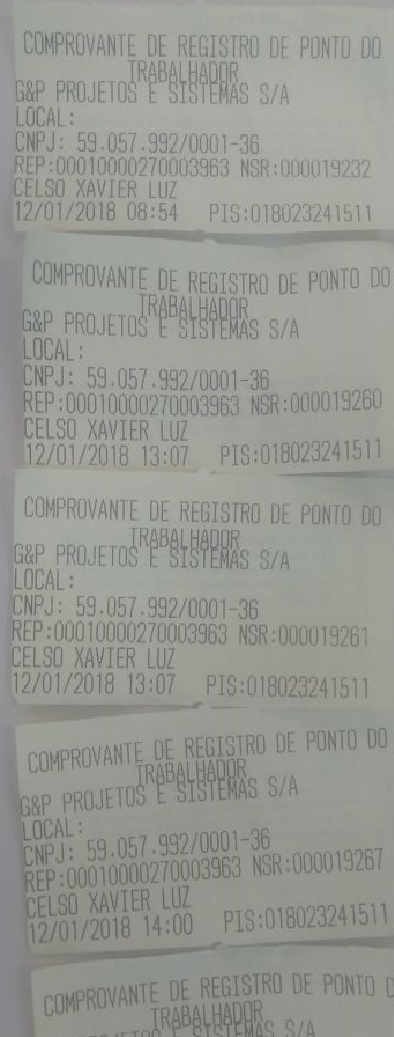 COMPROVANTE DE REGISTRO DE PONTO DO
TRABALHADOR
G&P PROJETOS E SISTEMAS S/A
LOCAL:
CNPJ: 59.057.992/0001-36
REP:00010000270003963 NSR:000019232
CELSO XAVIER LUZ
12/01/2018 08:54 PIS:018023241511
COMPROVANTE DE REGISTRO DE PONTO DO
TRABALHADOR
G&P PROJETOS E SISTEMAS S/A
LOCAL:
CNPJ: 59.057.992/0001-36
REP:00010000270003963 NSR:000019260
CELSO XAVIER LUZ
12/01/2018 13:07 PIS:018023241511
COMPROVANTE DE REGISTRO DE PONTO DO
TRABALHADOR
G&P PROJETOS E SISTEMAS S/A
LOCAL:
CNPJ: 59.057.992/0001-36
REP:00010000270003963 NSR:000019261
CELSO XAVIER LUZ
12/01/2018 13:07 PIS:018023241511
COMPROVANTE DE REGISTRO DE PONTO DO
TRABALHADOR
G&P PROJETOS E SISTEMAS S/A
LOCAL:
CNPJ: 59.057.992/0001-36
REP:00010000270003963 NSR:000019267
CELSO XAVIER LUZ
12/01/2018 14:00 PIS:018023241511
COMPROVANTE DE REGISTRO DE PONTO
TRABALHADOR
SISTEMAS S/A